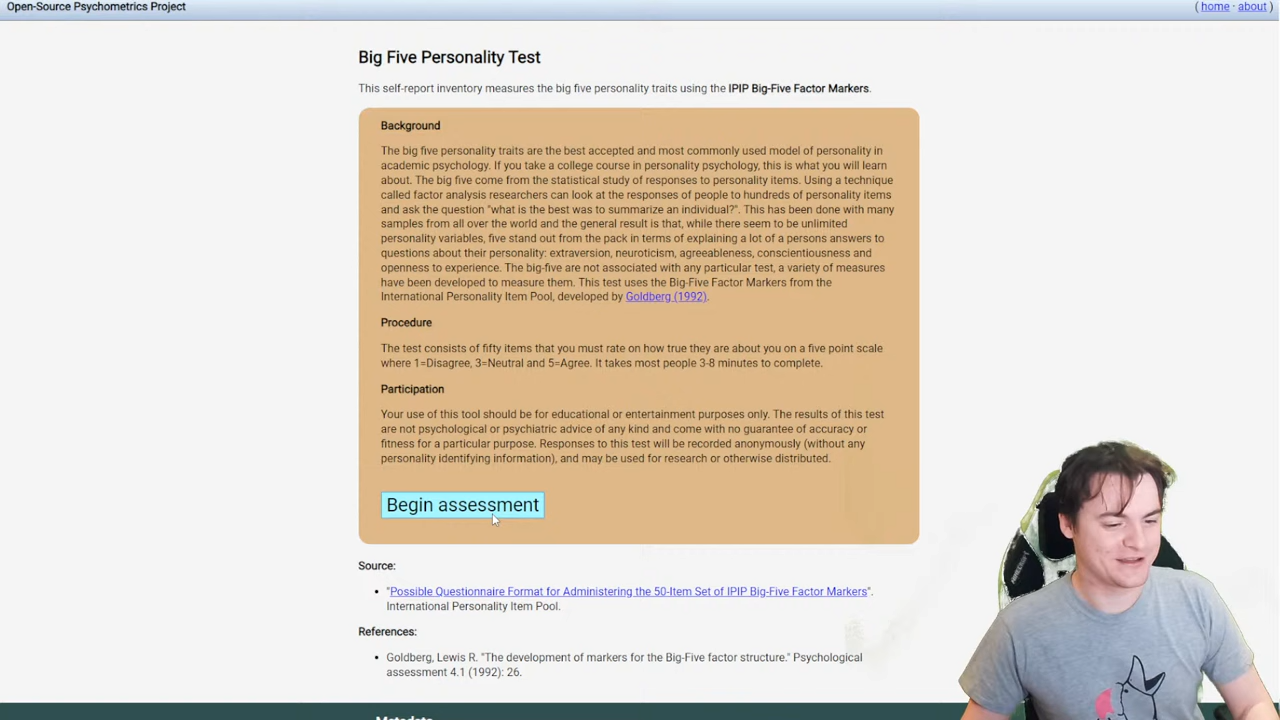 Open-Source Psychometrics Project
( home · about )
Big Five Personality Test
This self-report inventory measures the big five personality traits using the IPIP Big-Five Factor Markers.
Background
The big five personality traits are the best accepted and most commonly used model of personality in
academic psychology. If you take a college course in personality psychology, this is what you will learn
about. The big five come from the statistical study of responses to personality items. Using a technique
called factor analysis researchers can look at the responses of people to hundreds of personality items
and ask the question "what is the best was to summarize an individual?". This has been done with many
samples from all over the world and the general result is that, while there seem to be unlimited
personality variables, five stand out from the pack in terms of explaining a lot of a persons answers to
questions about their personality: extraversion, neuroticism, agreeableness, conscientiousness and
openness to experience. The big-five are not associated with any particular test, a variety of measures
have been developed to measure them. This test uses the Big-Five Factor Markers from the
International Personality Item Pool, developed by Goldberg (1992).
Procedure
The test consists of fifty items that you must rate on how true they are about you on a five point scale
where 1=Disagree, 3=Neutral and 5=Agree. It takes most people 3-8 minutes to complete.
Participation
Your use of this tool should be for educational or entertainment purposes only. The results of this test
are not psychological or psychiatric advice of any kind and come with no guarantee of accuracy or
fitness for a particular purpose. Responses to this test will be recorded anonymously (without any
personality identifying information), and may be used for research or otherwise distributed.
Begin assessment
Source:
• "Possible Questionnaire Format for Administering the 50-Item Set of IPIP Big-Five Factor Markers".
International Personality Item Pool.
References:
• Goldberg, Lewis R. "The development of markers for the Big-Five factor structure." Psychological
assessment 4.1 (1992): 26.
Metadata
MINECRAFT